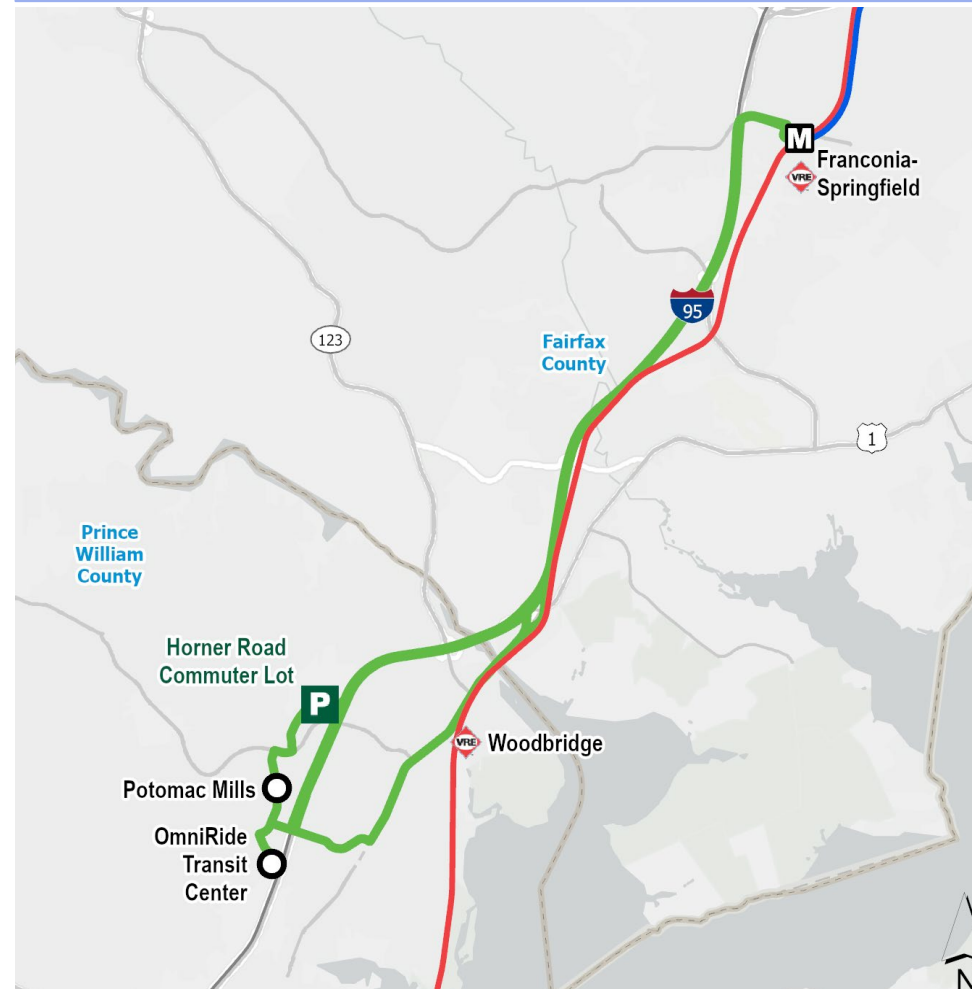 M
Franconia-
Springfield
VRE
95
Fairfax
County
123
1
Prince
William
County
Horner Road
Commuter Lot
P
VRE
Woodbridge
Potomac Mills
OmniRide
Transit
Center
N